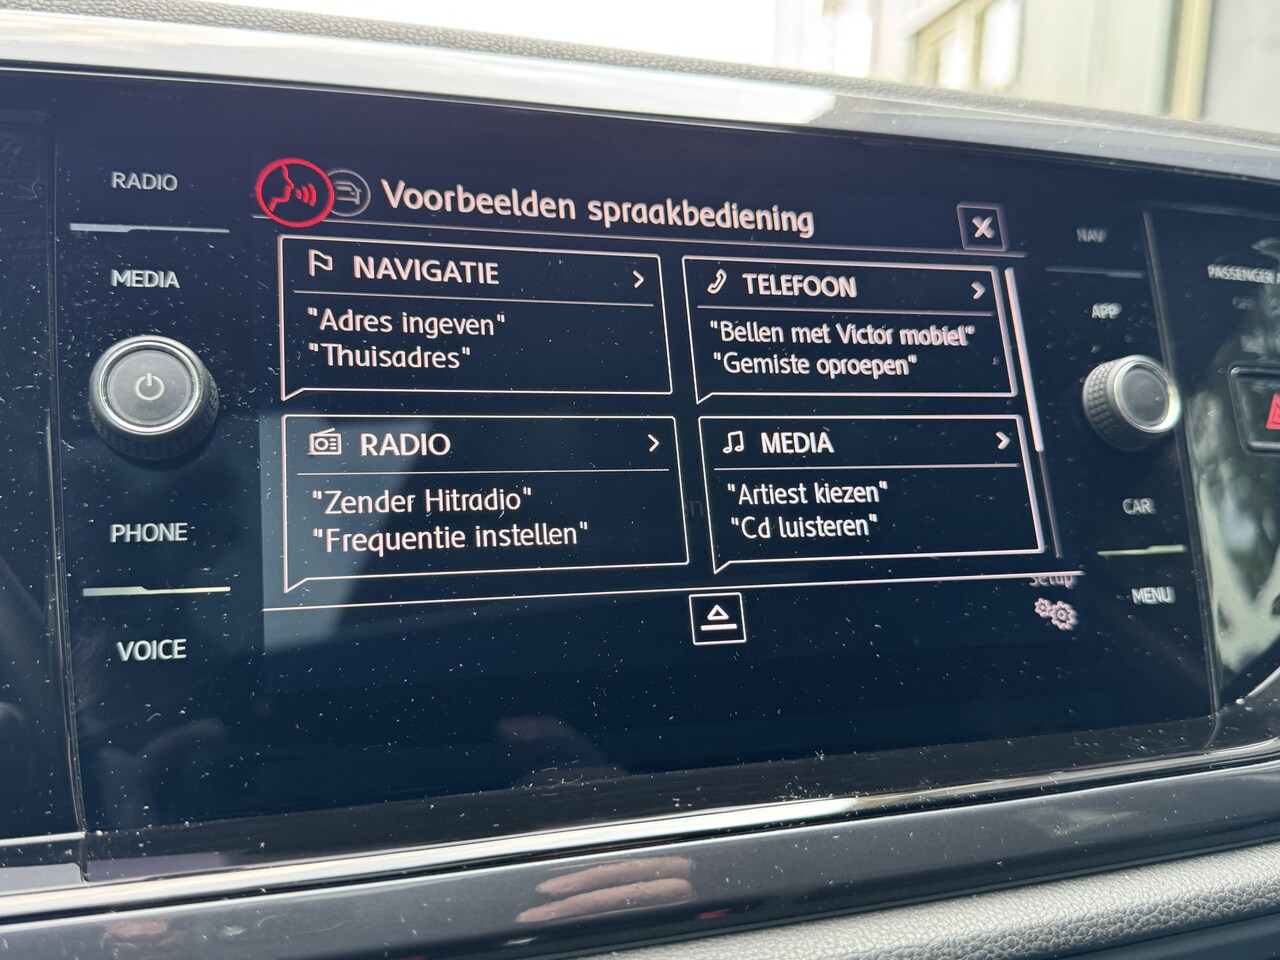 RADIO
MEDIA
PHONE
VOICE
Voorbeelden spraakbediening
X
NAVIGATIE
"Adres ingeven"
"Thuisadres"
TELEFOON
"Bellen met Victor mobiel"
"Gemiste oproepen"
RADIO
"Zender Hitradio"
"Frequentie instellen"
MEDIA
"Artiest kiezen"
"Cd luisteren"
Setup
NAV
APP
CAR
MENU
PASSENGER